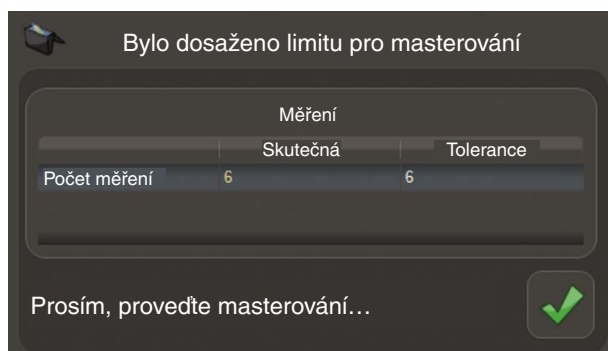 Bylo dosaženo limitu pro masterování
Měření
Skutečná Tolerance
Počet měření 6 6
Prosím, proveďte masterování…